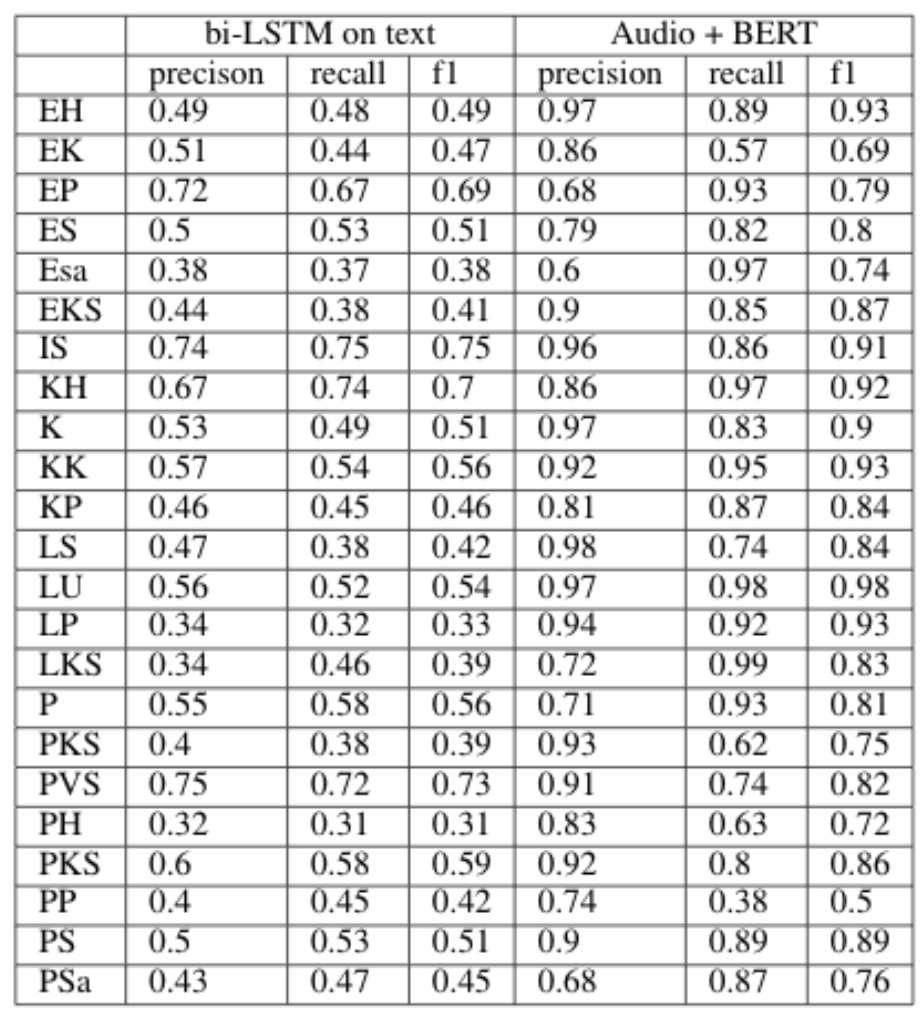 bi-LSTM on text Audio + BERT
precison recall f1 precision recall f1
EH 0.49 0.48 0.49 0.97 0.89 0.93
EK 0.51 0.44 0.47 0.86 0.57 0.69
EP 0.72 0.67 0.69 0.68 0.93 0.79
ES 0.5 0.53 0.51 0.79 0.82 0.8
Esa 0.38 0.37 0.38 0.6 0.97 0.74
EKS 0.44 0.38 0.41 0.9 0.85 0.87
IS 0.74 0.75 0.75 0.96 0.86 0.91
KH 0.67 0.74 0.7 0.86 0.97 0.92
K 0.53 0.49 0.51 0.97 0.83 0.9
KK 0.57 0.54 0.56 0.92 0.95 0.93
KP 0.46 0.45 0.46 0.81 0.87 0.84
LS 0.47 0.38 0.42 0.98 0.74 0.84
LU 0.56 0.52 0.54 0.97 0.98 0.98
LP 0.34 0.32 0.33 0.94 0.92 0.93
LKS 0.34 0.46 0.39 0.72 0.99 0.83
P 0.55 0.58 0.56 0.71 0.93 0.81
PKS 0.4 0.38 0.39 0.93 0.62 0.75
PVS 0.75 0.72 0.73 0.91 0.74 0.82
PH 0.32 0.31 0.31 0.83 0.63 0.72
PKS 0.6 0.58 0.59 0.92 0.8 0.86
PP 0.4 0.45 0.42 0.74 0.38 0.5
PS 0.5 0.53 0.51 0.9 0.89 0.89
PSa 0.43 0.47 0.45 0.68 0.87 0.76